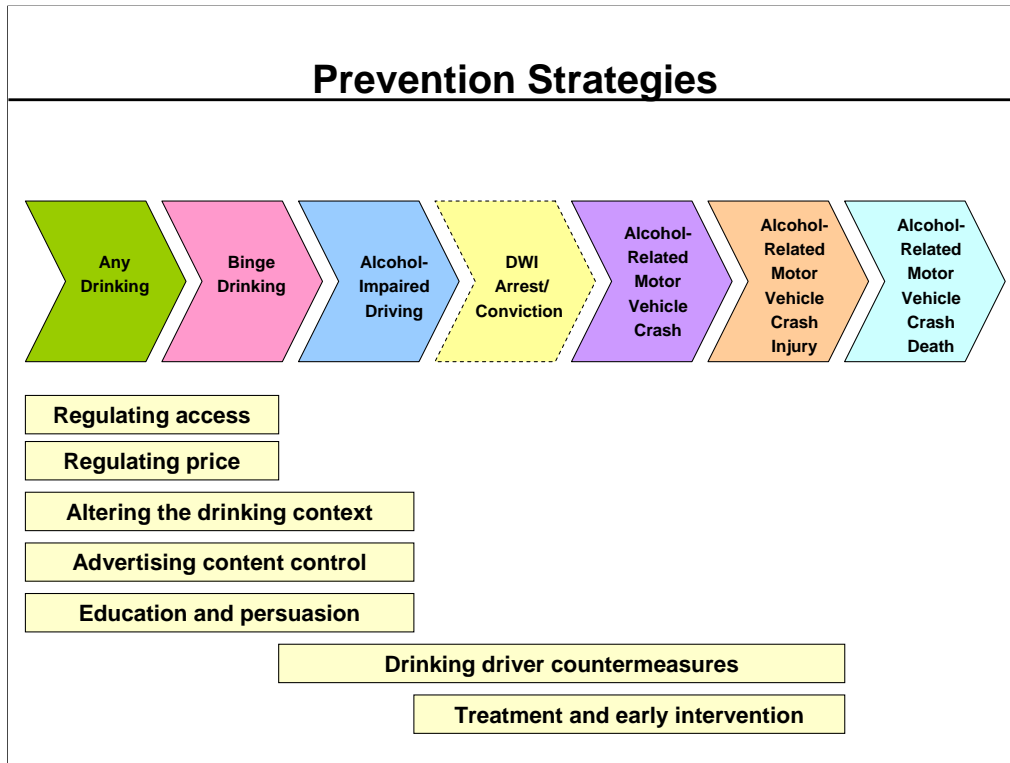 Prevention Strategies
Any
Drinking
Binge
Drinking
Alcohol-
Impaired
Driving
DWI
Arrest/
Conviction
Alcohol-
Related
Motor
Vehicle
Crash
Alcohol-
Related
Motor
Vehicle
Crash
Injury
Alcohol-
Related
Motor
Vehicle
Crash
Death
Regulating access
Regulating price
Altering the drinking context
Advertising content control
Education and persuasion
Drinking driver countermeasures
Treatment and early intervention